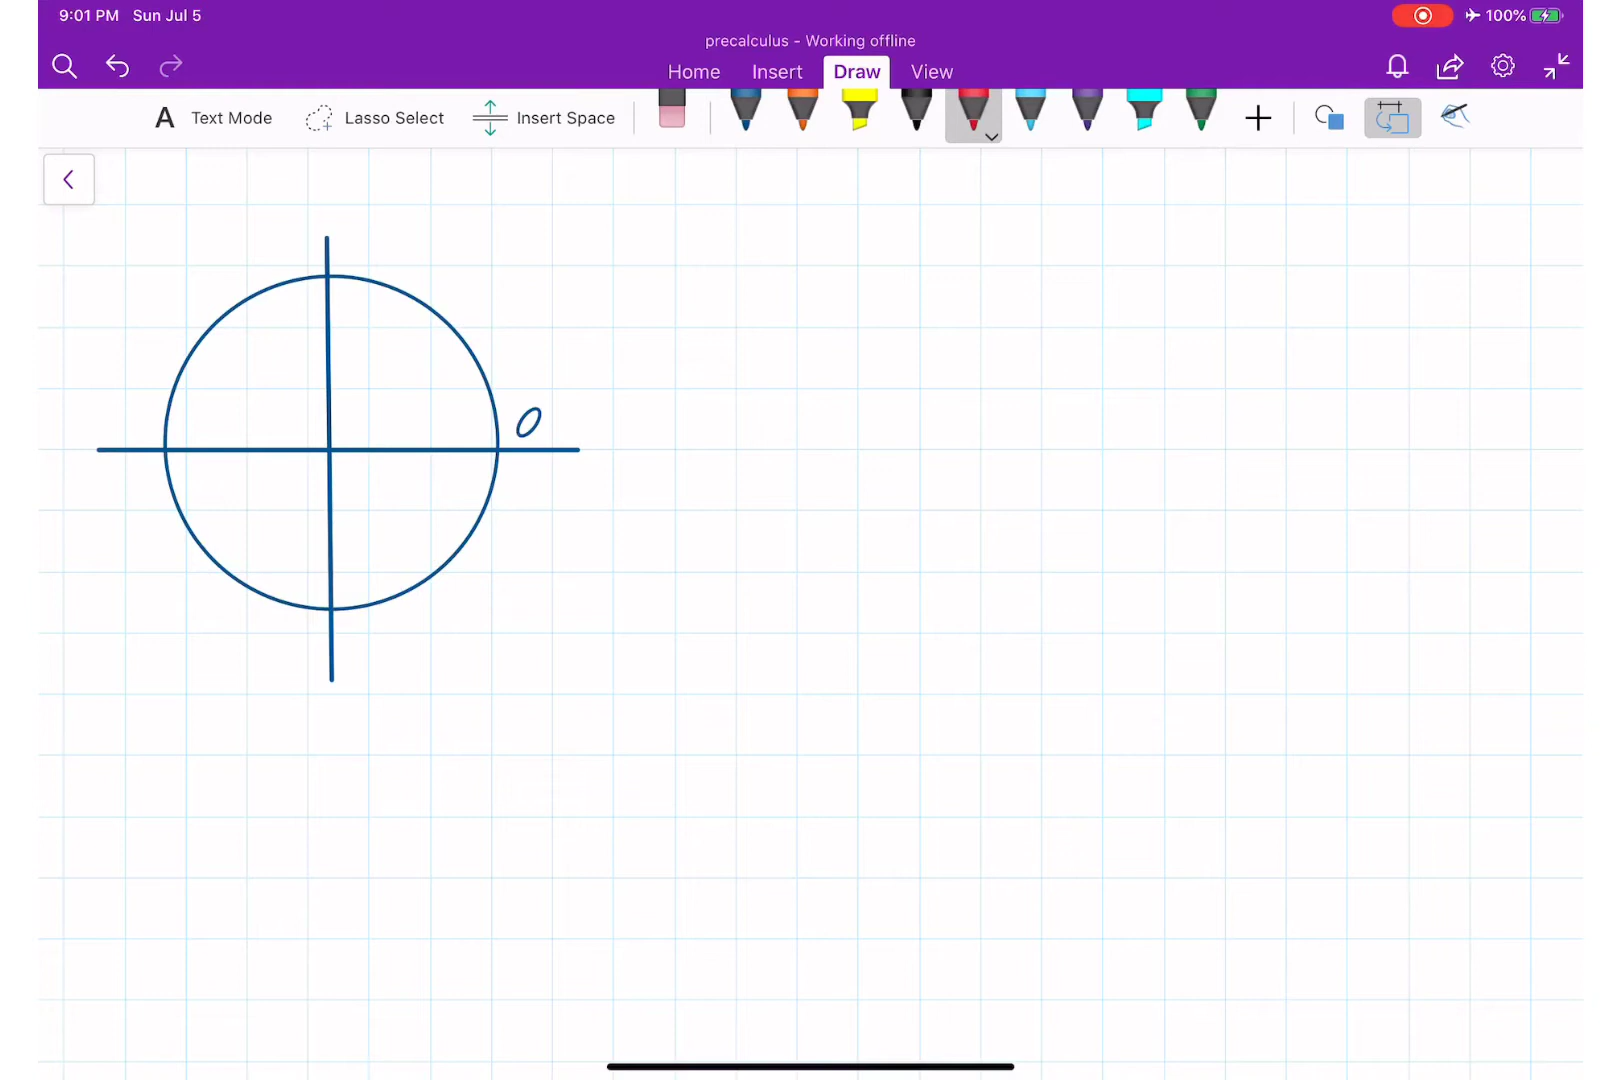 9:01 PM Sun Jul 5
100%
precalculus - Working offline
Home Insert Draw View
A Text Mode Lasso Select Insert Space
0